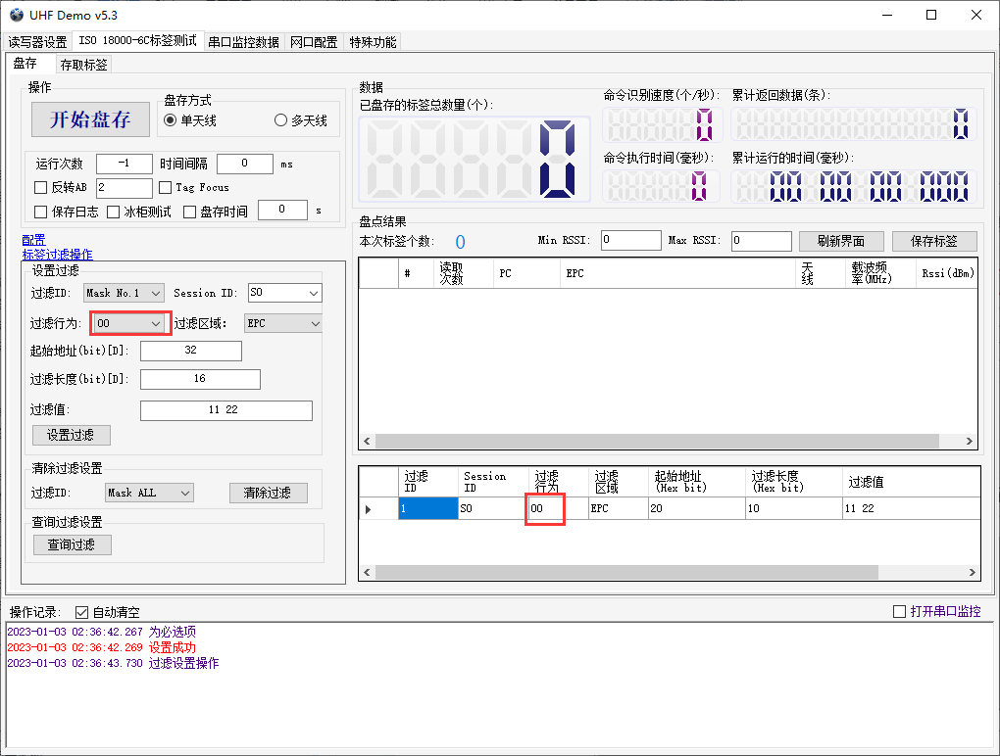 UHF Demo v5.3
读写器设置 ISO 18000-6C标签测试 串口监控数据 网口配置 特殊功能
盘存 存取标签
操作
开始盘存
盘存方式
单天线 多天线
运行次数 -1 时间间隔 0 ms
反转AB 2 Tag Focus
保存日志 冰柜测试 盘存时间 0 s
配置
标签过滤操作
设置过滤
过滤ID: Mask No.1 Session ID: S0
过滤行为: 00 过滤区域: EPC
起始地址(bit)[D]: 32
过滤长度(bit)[D]: 16
过滤值: 11 22
设置过滤
清除过滤设置
过滤ID: Mask ALL 清除过滤
查询过滤设置
查询过滤
数据
已盘存的标签总数量(个):
0
命令识别速度(个/秒):
0
累计返回数据(条):
0
命令执行时间(毫秒):
0
累计运行的时间(毫秒):
00 00 00 000
盘点结果
本次标签个数: 0 Min RSSI: 0 Max RSSI: 0 刷新界面 保存标签
# 读取次数 PC EPC 天线 载波频率(MHz) Rssi(dBm)
过滤ID Session ID 过滤行为 过滤区域 起始地址(Hex bit) 过滤长度(Hex bit) 过滤值
1 S0 00 EPC 20 10 11 22
操作记录: 自动清空 打开串口监控
2023-01-03 02:36:42.267 为必选项
2023-01-03 02:36:42.269 设置成功
2023-01-03 02:36:43.730 过滤设置操作